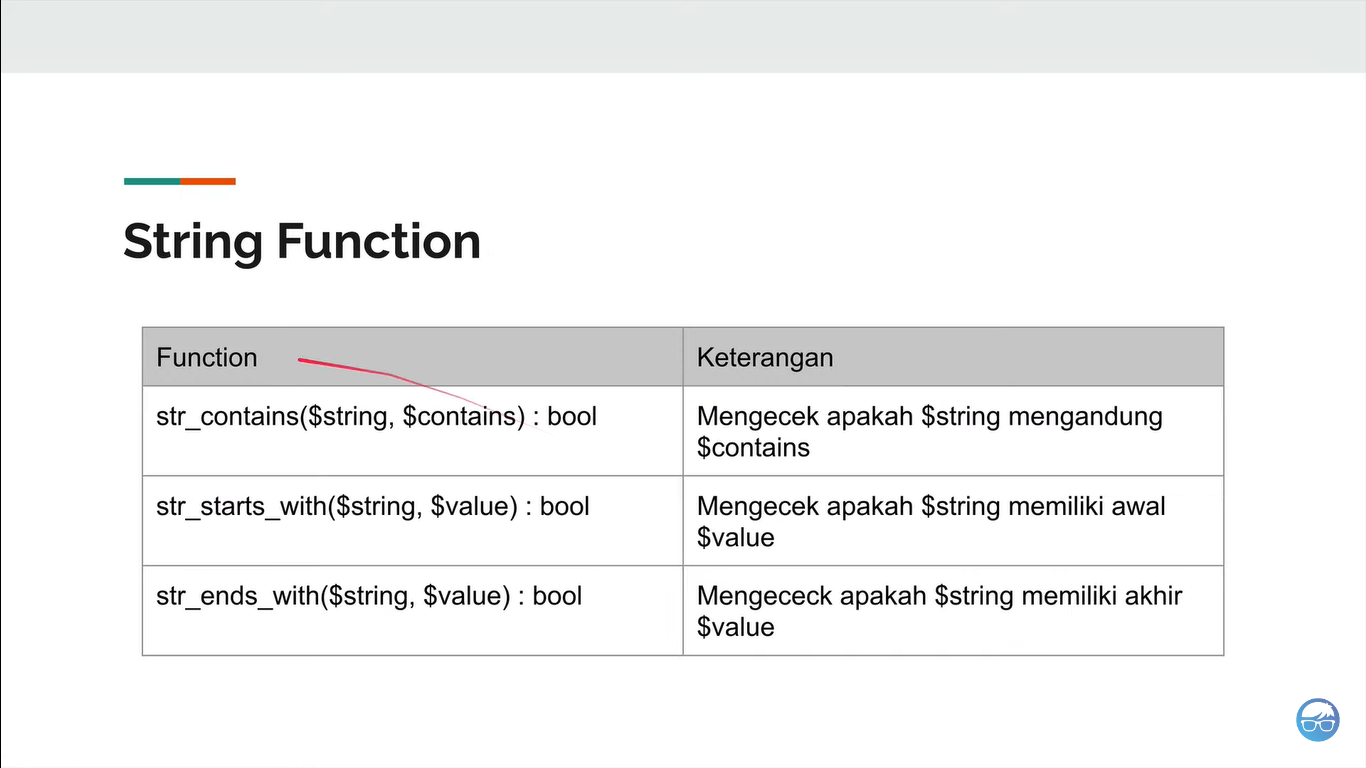 String Function
Function
Keterangan
str_contains($string, $contains) : bool
Mengecek apakah $string mengandung
$contains
str_starts_with($string, $value) : bool
Mengecek apakah $string memiliki awal
$value
str_ends_with($string, $value) : bool
Mengececk apakah $string memiliki akhir
$value